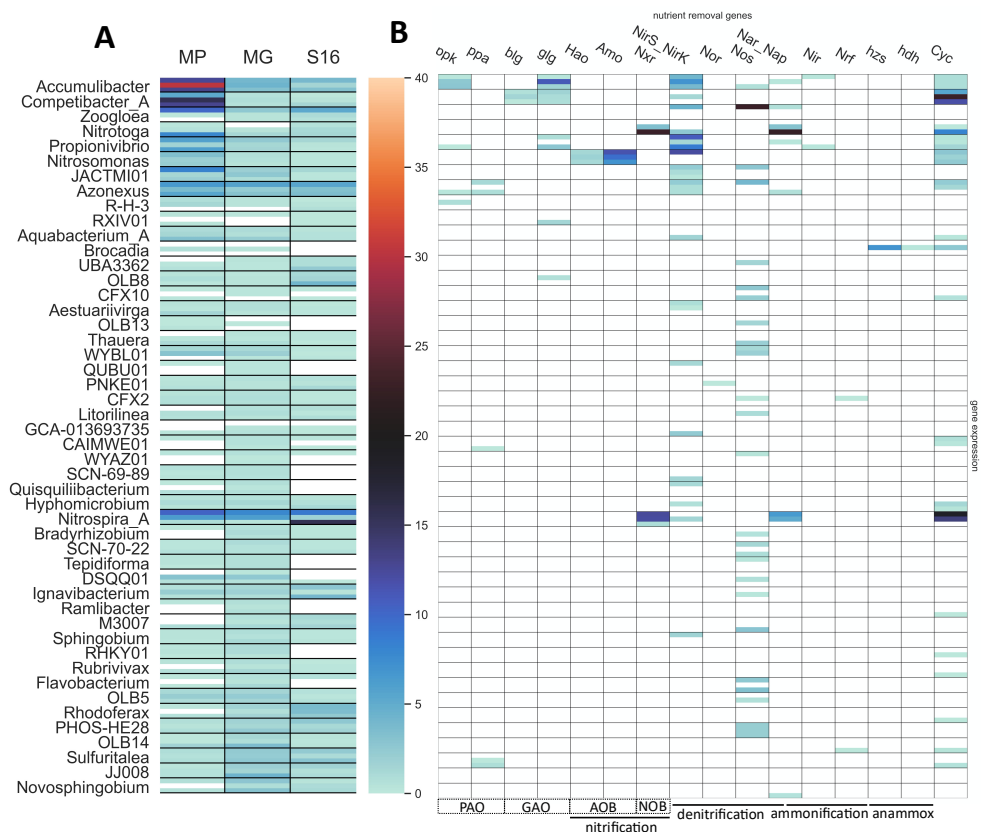 nutrient removal genes
A
B
MP MG S16
ppk ppa blg glg Hao Amo NirS_NirK Nxr Nor Nar_Nap Nos Nir Nrf hzs hdh Cyc
Accumulibacter
Competibacter_A
Zoogloea
Nitrotoga
Propionivibrio
Nitrosomonas
JACTMI01
Azonexus
R-H-3
RXIV01
Aquabacterium_A
Brocadia
UBA3362
OLB8
CFX10
Aestuariivirga
OLB13
Thauera
WYBL01
QUBU01
PNKE01
CFX2
Litorilinea
GCA-013693735
CAIMWE01
WYAZ01
SCN-69-89
Quisquiliibacterium
Hyphomicrobium
Nitrospira_A
Bradyrhizobium
SCN-70-22
Tepidiforma
DSQQ01
Ignavibacterium
Ramlibacter
M3007
Sphingobium
RHKY01
Rubrivivax
Flavobacterium
OLB5
Rhodoferax
PHOS-HE28
OLB14
Sulfuritalea
JJ008
Novosphingobium
40
35
30
25
20
15
10
5
0
gene expression
PAO GAO AOB NOB denitrification ammonification anammox
nitrification